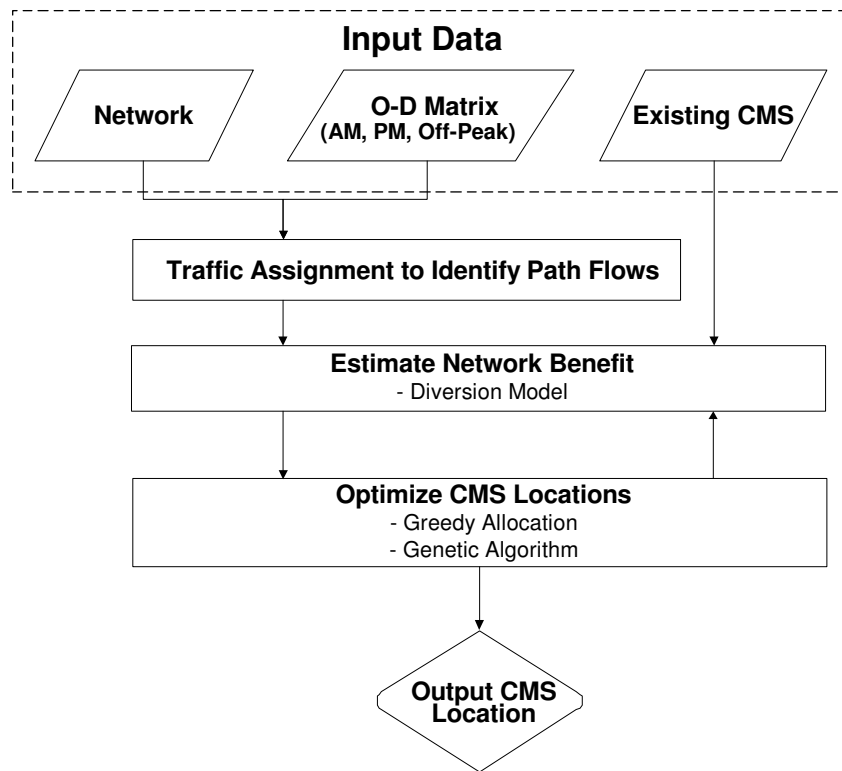 Input Data
Network
O-D Matrix
(AM, PM, Off-Peak)
Existing CMS
Traffic Assignment to Identify Path Flows
Estimate Network Benefit
- Diversion Model
Optimize CMS Locations
- Greedy Allocation
- Genetic Algorithm
Output CMS
Location